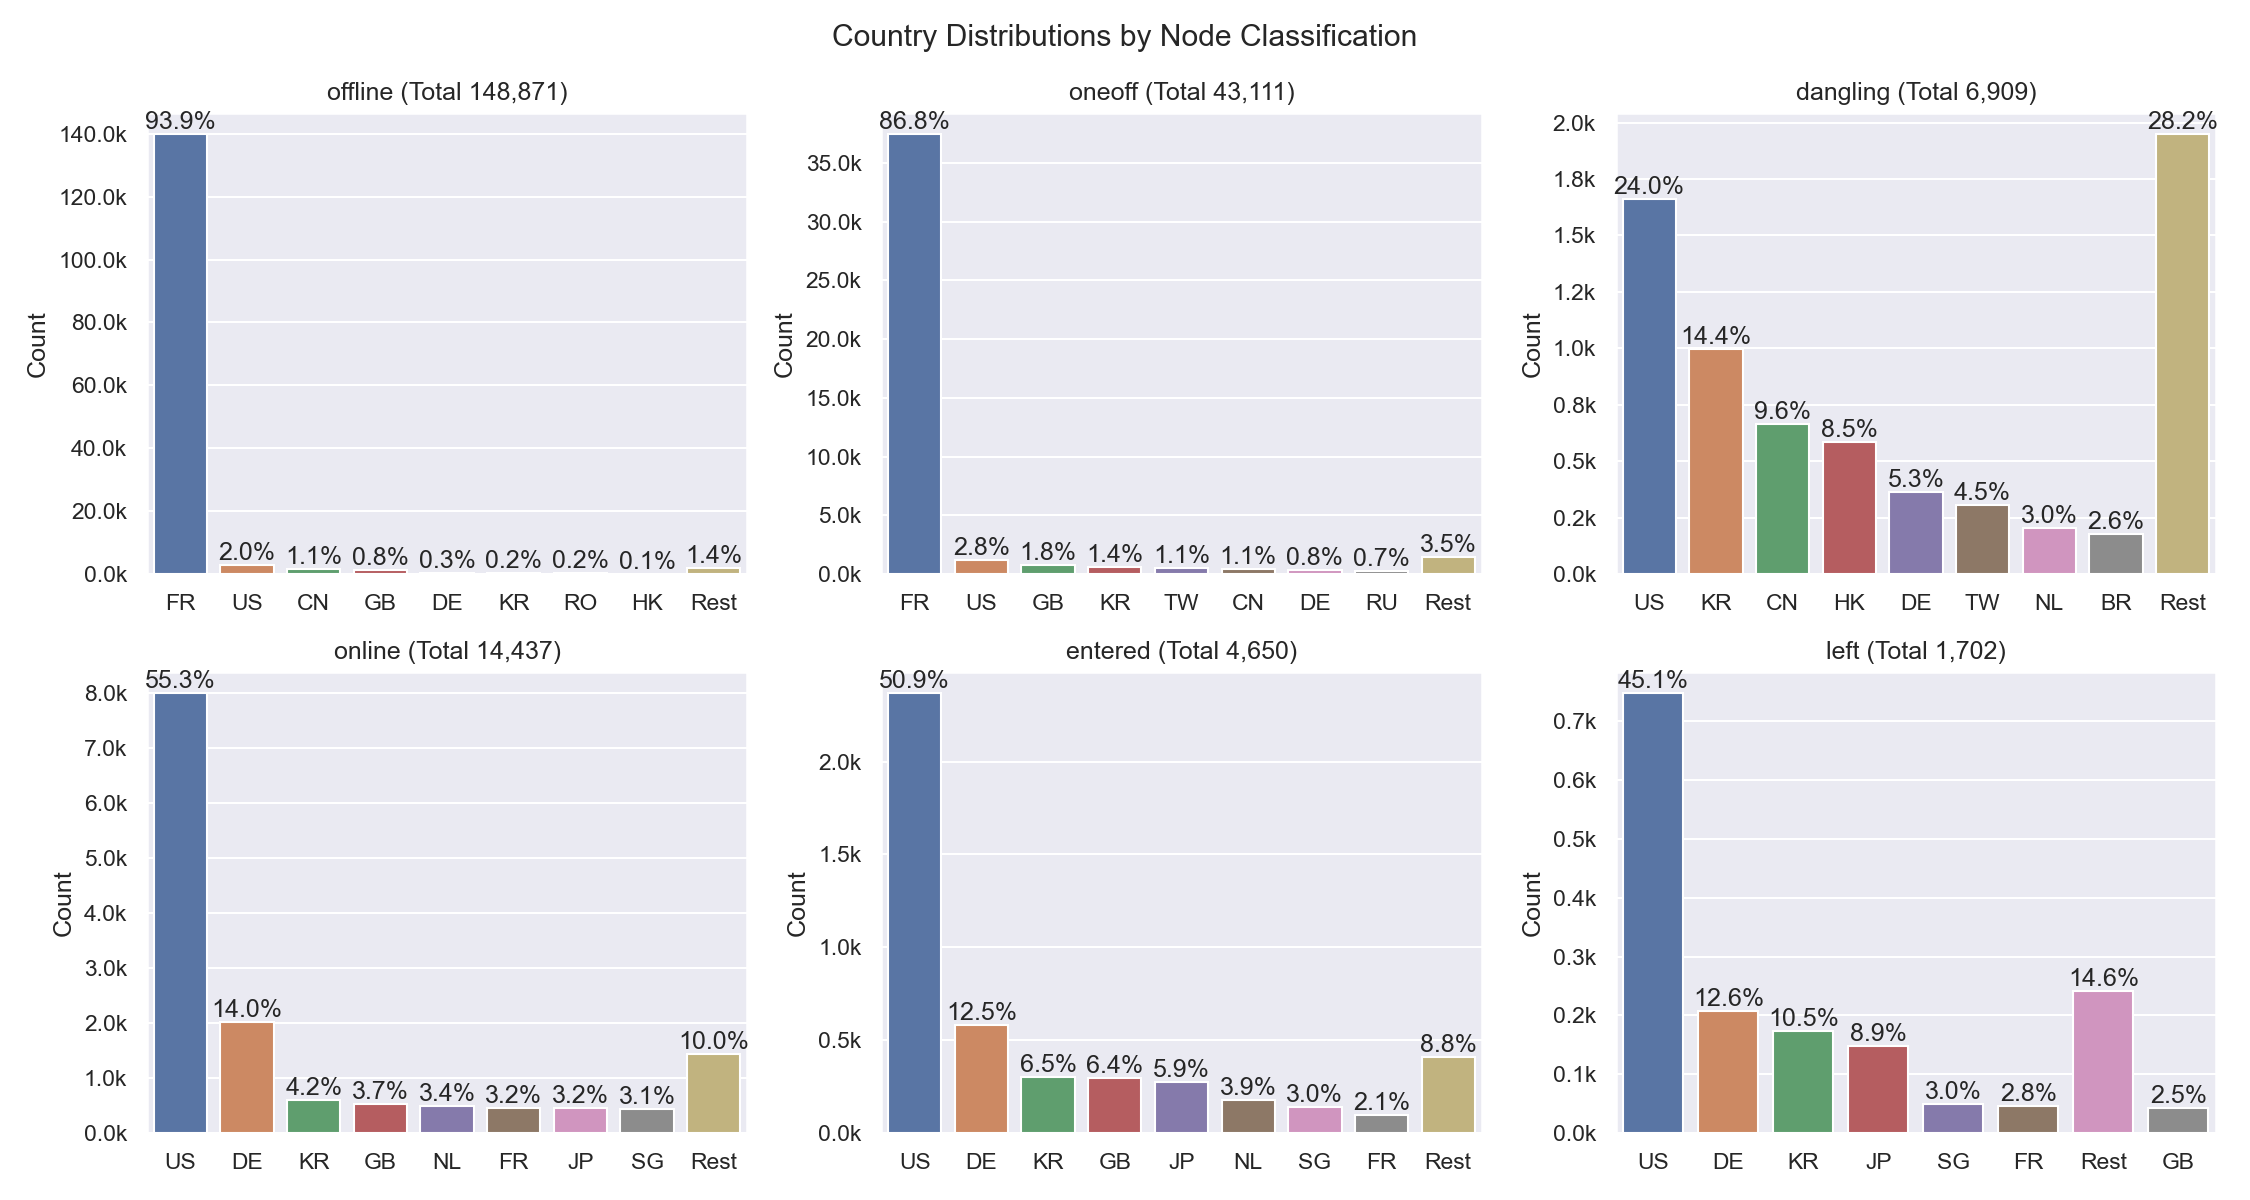 Country Distributions by Node Classification
offline (Total 148,871)
Count
140.0k
120.0k
100.0k
80.0k
60.0k
40.0k
20.0k
0.0k
93.9%
2.0%
1.1%
0.8%
0.3%
0.2%
0.2%
0.1%
1.4%
FR US CN GB DE KR RO HK Rest
oneoff (Total 43,111)
Count
35.0k
30.0k
25.0k
20.0k
15.0k
10.0k
5.0k
0.0k
86.8%
2.8%
1.8%
1.4%
1.1%
1.1%
0.8%
0.7%
3.5%
FR US GB KR TW CN DE RU Rest
dangling (Total 6,909)
Count
2.0k
1.8k
1.5k
1.2k
1.0k
0.8k
0.5k
0.2k
0.0k
24.0%
14.4%
9.6%
8.5%
5.3%
4.5%
3.0%
2.6%
28.2%
US KR CN HK DE TW NL BR Rest
online (Total 14,437)
Count
8.0k
7.0k
6.0k
5.0k
4.0k
3.0k
2.0k
1.0k
0.0k
55.3%
14.0%
4.2%
3.7%
3.4%
3.2%
3.2%
3.1%
10.0%
US DE KR GB NL FR JP SG Rest
entered (Total 4,650)
Count
2.0k
1.5k
1.0k
0.5k
0.0k
50.9%
12.5%
6.5%
6.4%
5.9%
3.9%
3.0%
2.1%
8.8%
US DE KR GB JP NL SG FR Rest
left (Total 1,702)
Count
0.7k
0.6k
0.5k
0.4k
0.3k
0.2k
0.1k
0.0k
45.1%
12.6%
10.5%
8.9%
3.0%
2.8%
14.6%
2.5%
US DE KR JP SG FR Rest GB